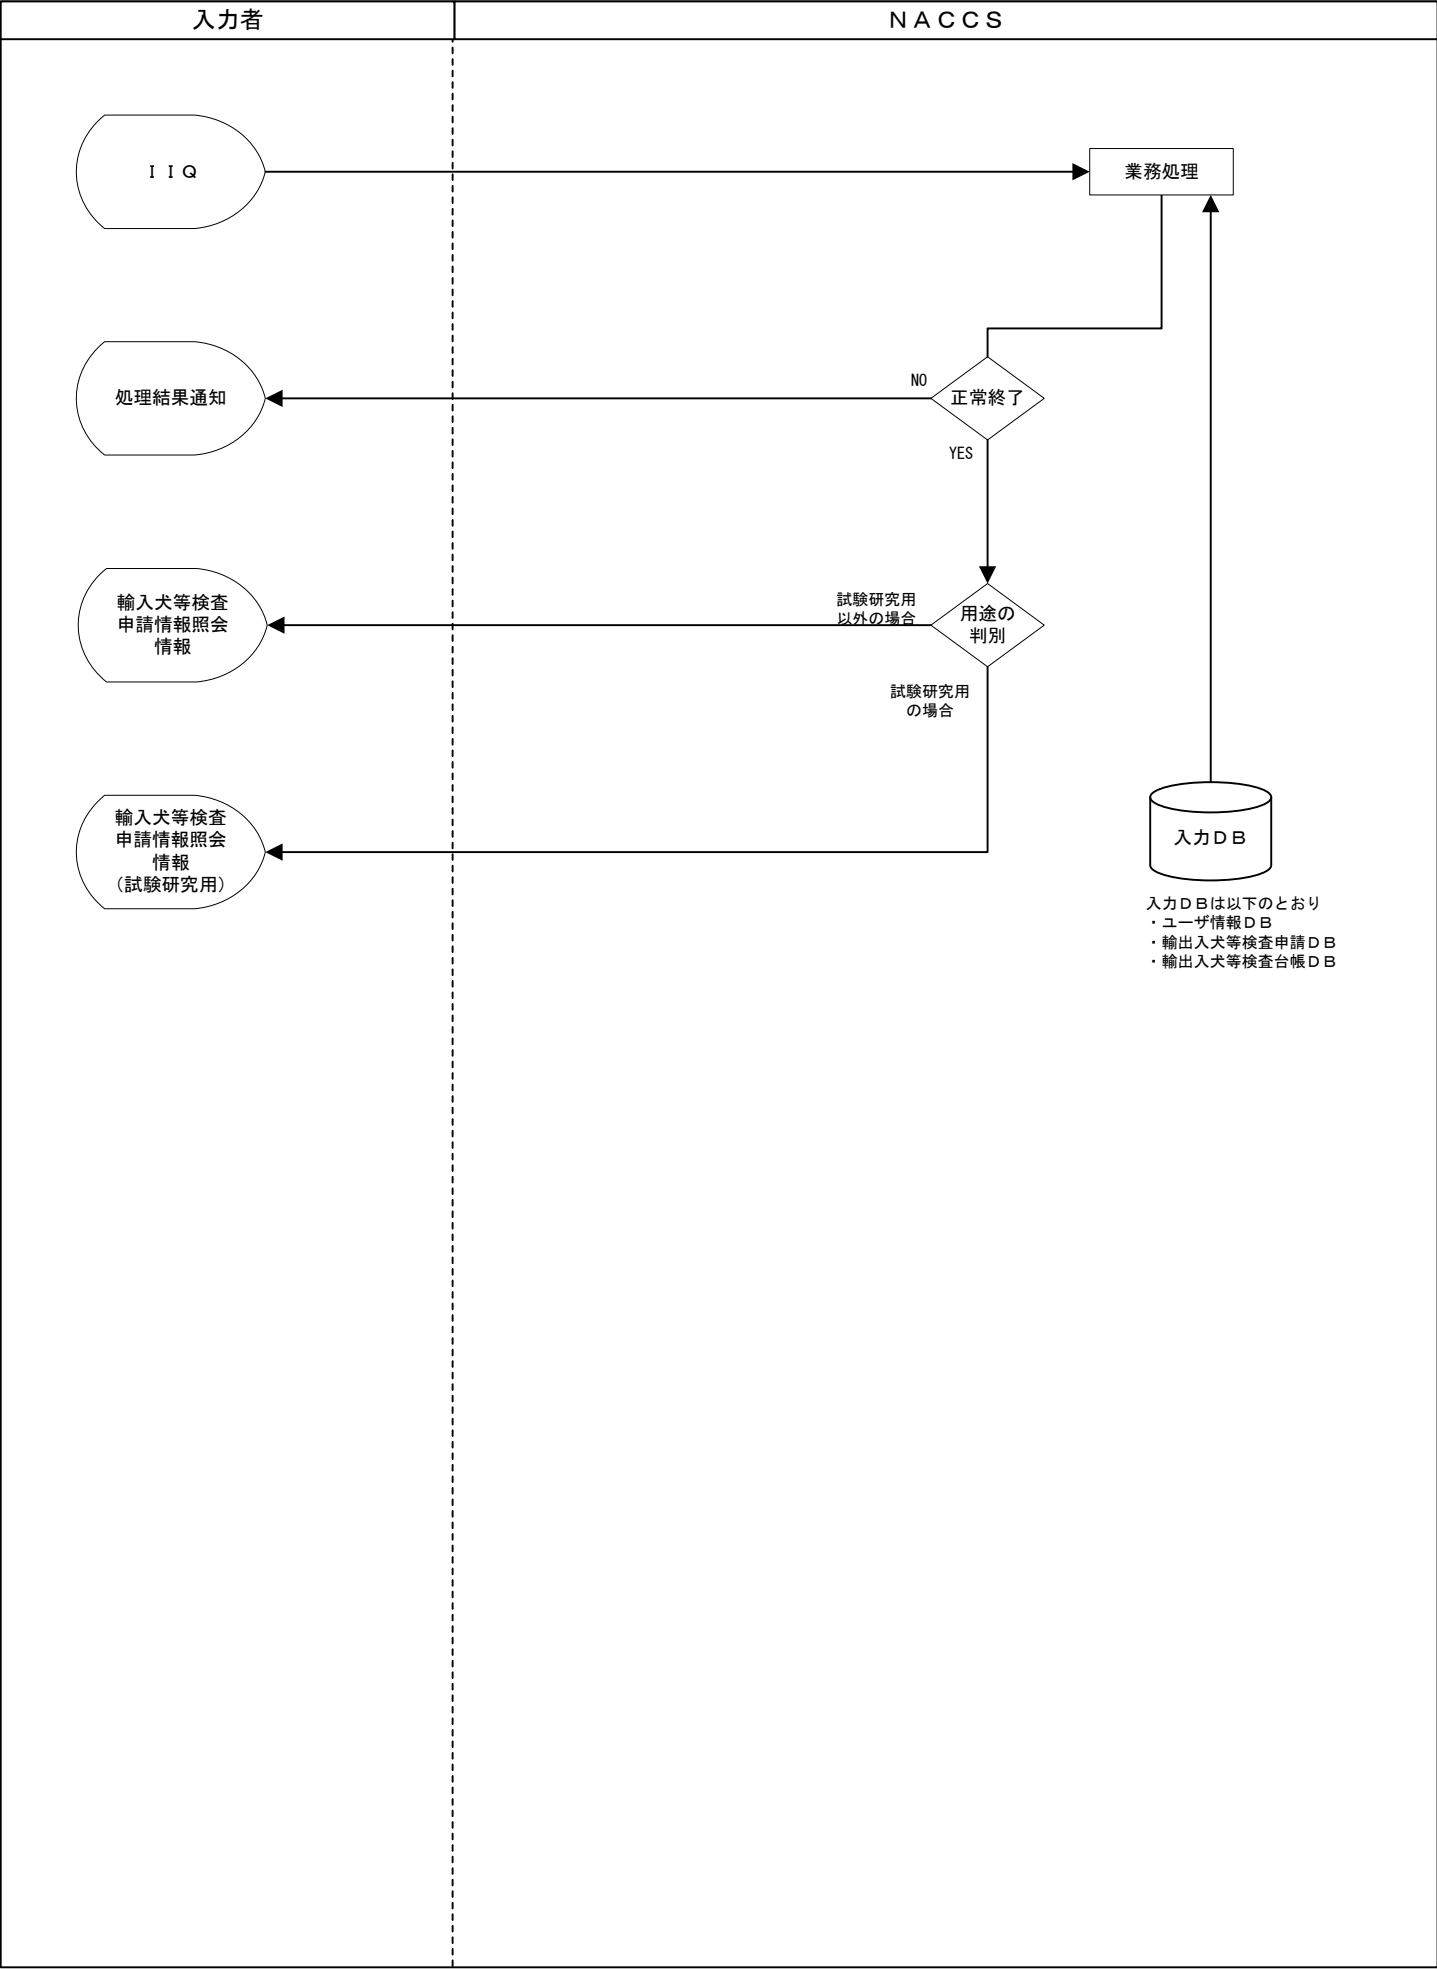 入力者
ＮＡＣＣＳ
ＩＩＱ
業務処理
処理結果通知
NO
正常終了
YES
輸入犬等検査
申請情報照会
情報
試験研究用
以外の場合
用途の
判別
試験研究用
の場合
輸入犬等検査
申請情報照会
情報
（試験研究用）
入力ＤＢ
入力ＤＢは以下のとおり
・ユーザ情報ＤＢ
・輸出入犬等検査申請ＤＢ
・輸出入犬等検査台帳ＤＢ